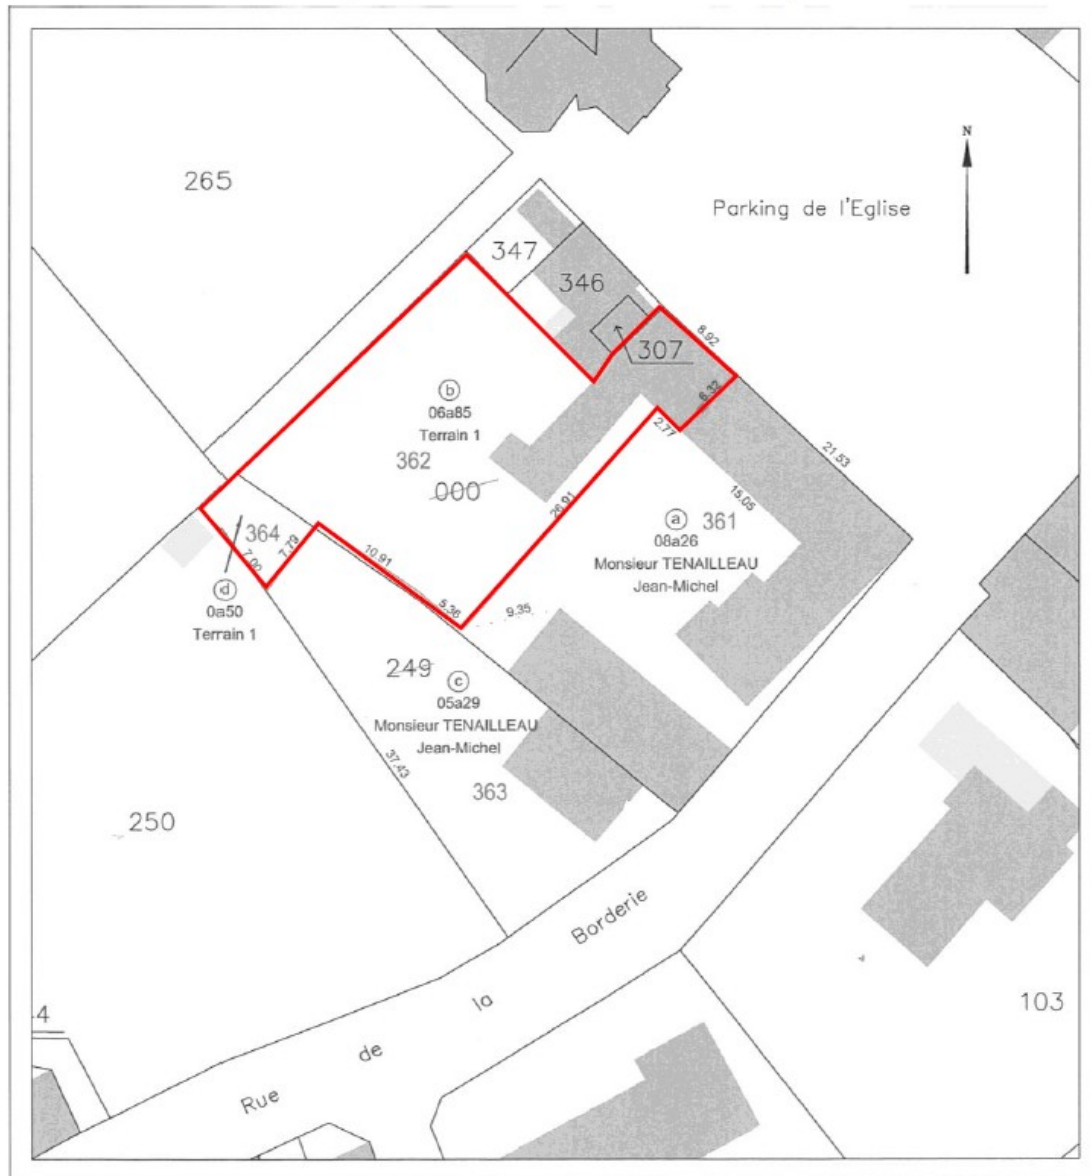 265
N
Parking de l'Eglise
347
346
307
8.92
b
06a85
Terrain 1
362
000
6.32
2.77
21.53
26.91
15.05
a
361
08a26
Monsieur TENAILLEAU
Jean-Michel
364
7.00
7.79
10.91
5.36
9.35
d
0a50
Terrain 1
249
c
05a29
Monsieur TENAILLEAU
Jean-Michel
37.43
363
250
Rue de la Borderie
103
4